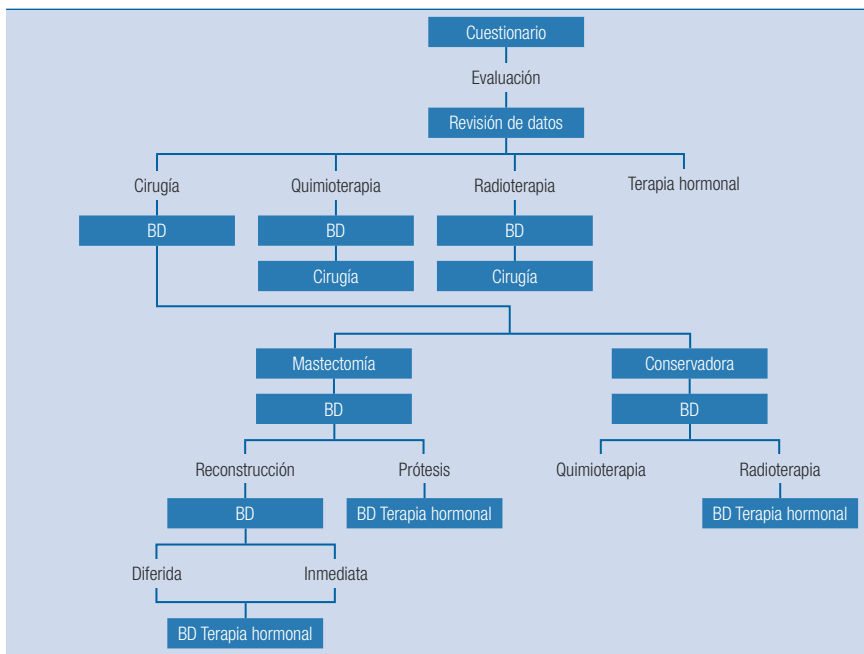 Cuestionario
Evaluación
Revisión de datos
Cirugía
Quimioterapia
Radioterapia
Terapia hormonal
BD
BD
BD
Cirugía
Cirugía
Mastectomía
Conservadora
BD
BD
Reconstrucción
Prótesis
Quimioterapia
Radioterapia
BD
BD Terapia hormonal
BD Terapia hormonal
Diferida
Inmediata
BD Terapia hormonal